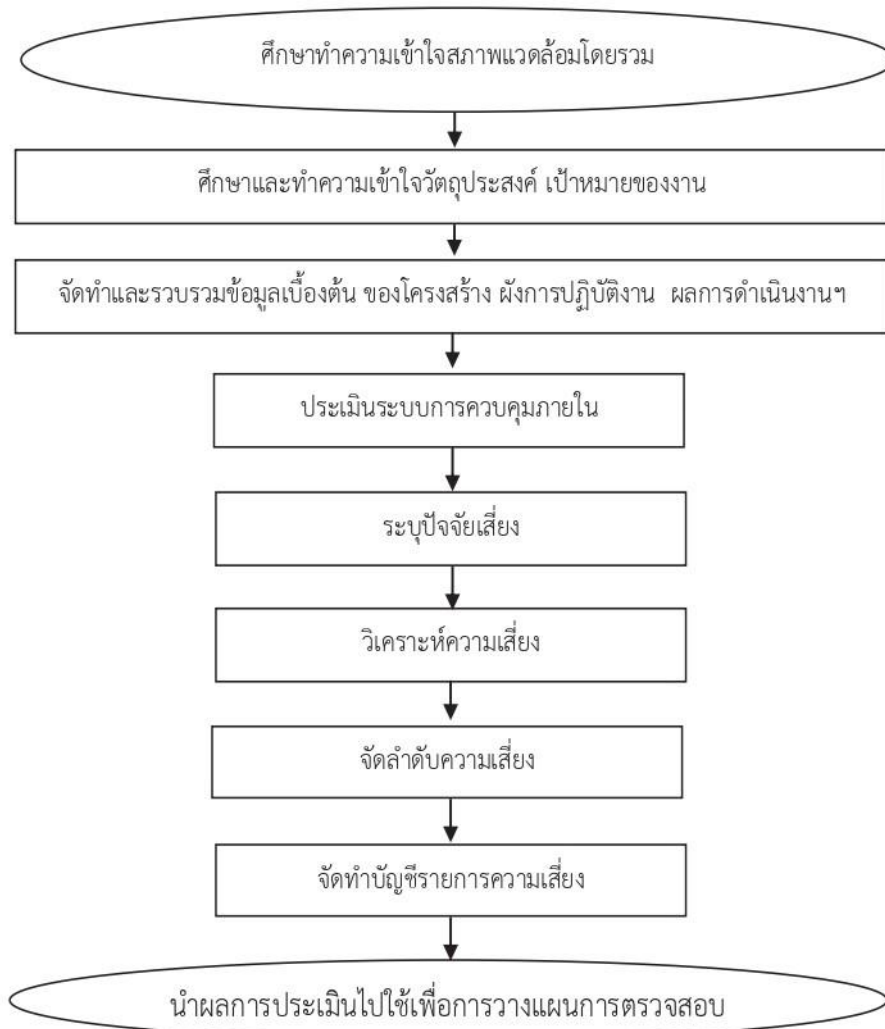 ศึกษาทำความเข้าใจสภาพแวดล้อมโดยรวม
ศึกษาและทำความเข้าใจวัตถุประสงค์ เป้าหมายของงาน
จัดทำและรวบรวมข้อมูลเบื้องต้น ของโครงสร้าง ผังการปฏิบัติงาน ผลการดำเนินงานฯ
ประเมินระบบการควบคุมภายใน
ระบุปัจจัยเสี่ยง
วิเคราะห์ความเสี่ยง
จัดลำดับความเสี่ยง
จัดทำบัญชีรายการความเสี่ยง
นำผลการประเมินไปใช้เพื่อการวางแผนการตรวจสอบ